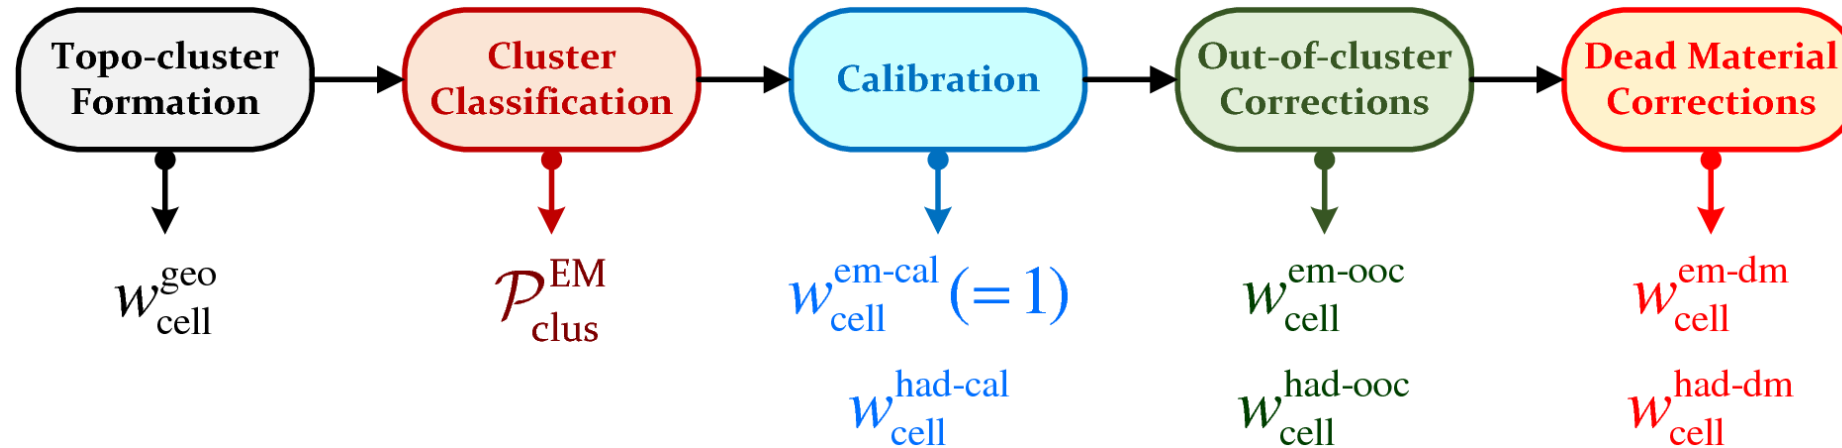 Topo-cluster
Formation
Cluster
Classification
Calibration
Out-of-cluster
Corrections
Dead Material
Corrections
w_cell^geo
𝒫_clus^EM
w_cell^em-cal (=1)
w_cell^em-ooc
w_cell^em-dm
w_cell^had-cal
w_cell^had-ooc
w_cell^had-dm